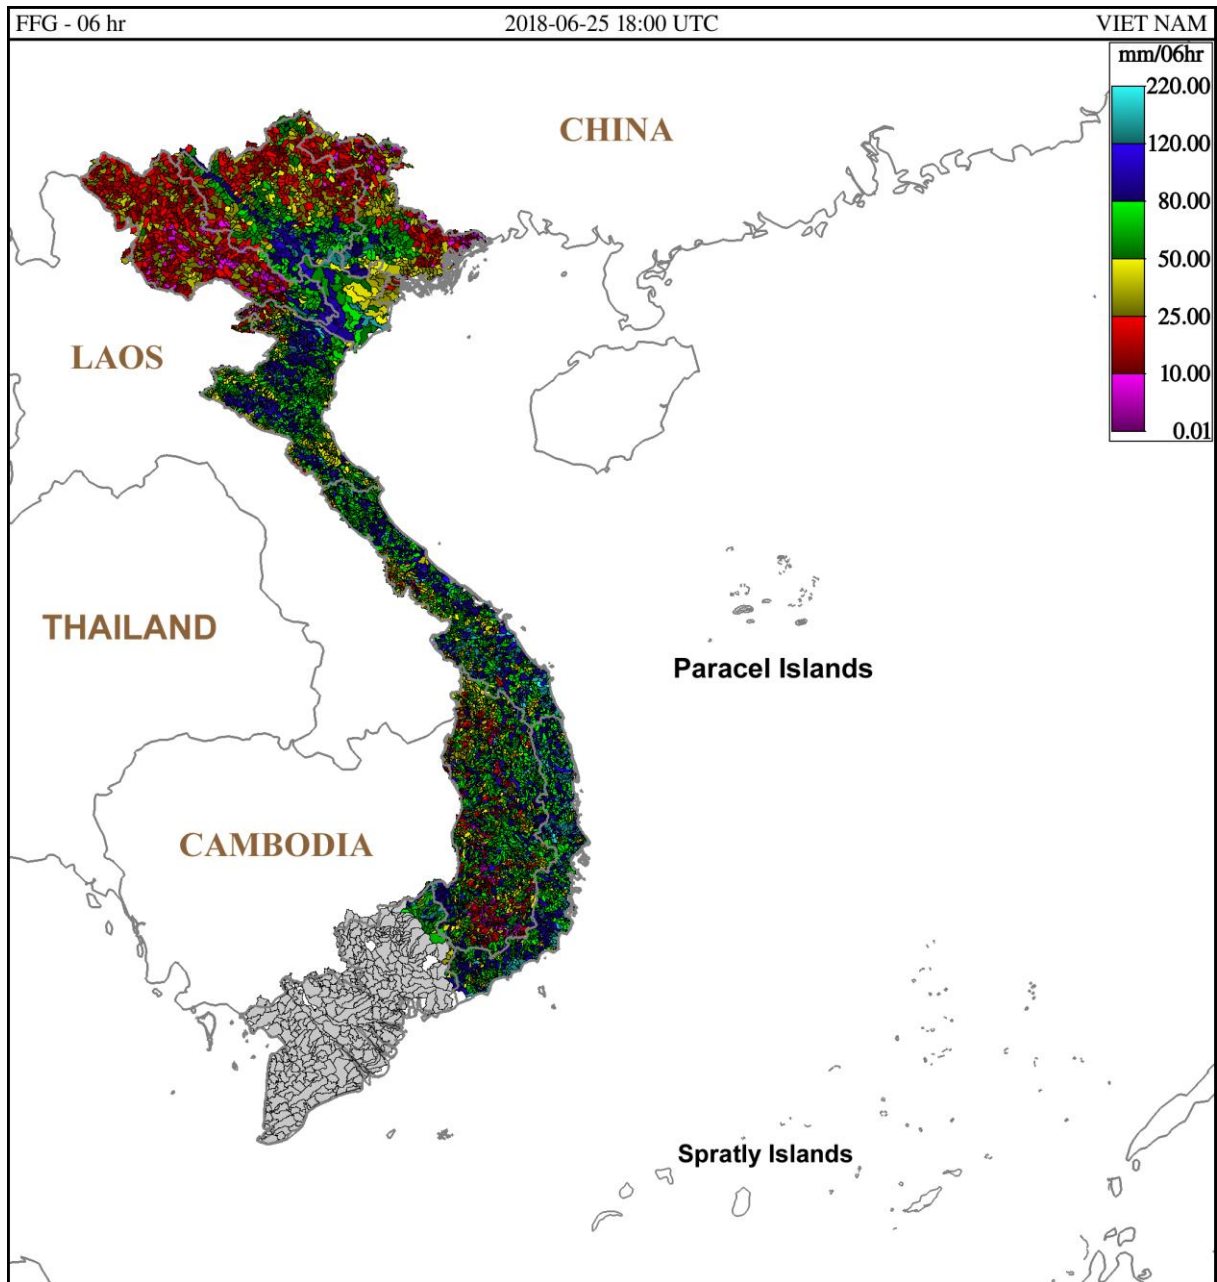 FFG - 06 hr 2018-06-25 18:00 UTC VIET NAM
mm/06hr
220.00
120.00
80.00
50.00
25.00
10.00
0.01
CHINA
LAOS
THAILAND
Paracel Islands
CAMBODIA
Spratly Islands